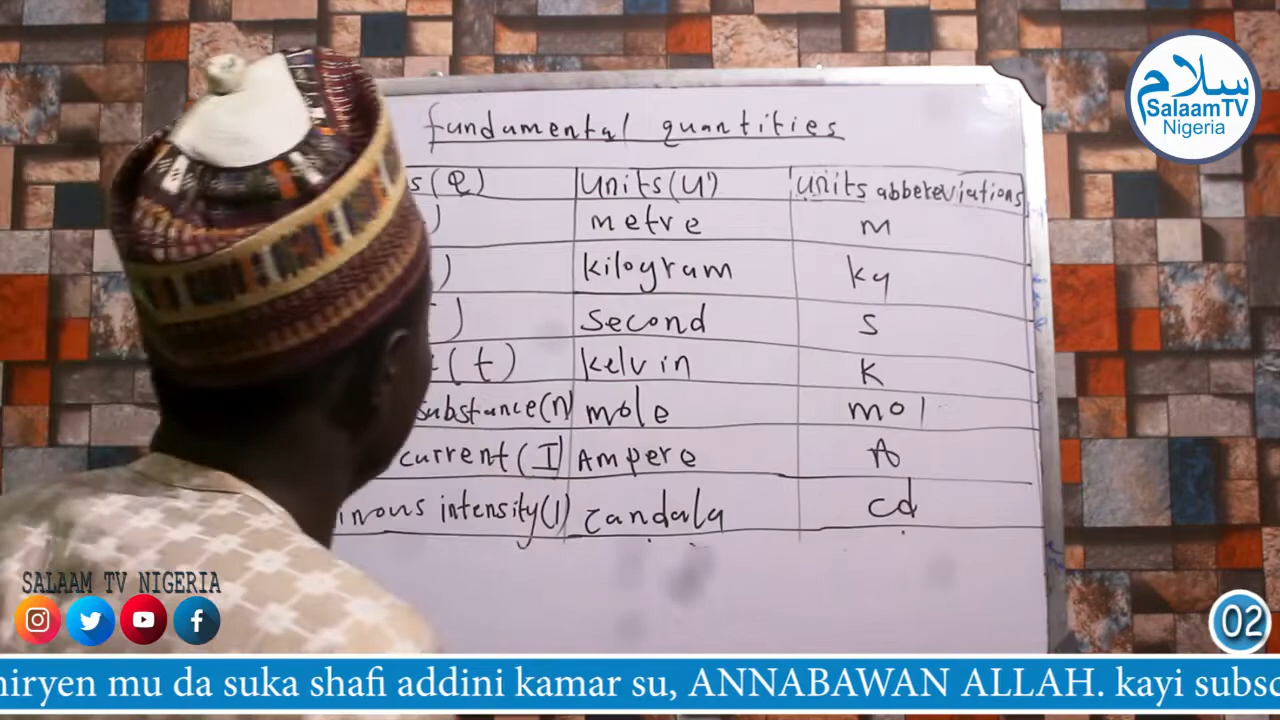 سلام
SalaamTV
Nigeria
fundamental quantities
s(Q) units(U) units abbereviations
) metre m
) kilogram kg
) Second s
t(t) kelvin K
substance(n) mole mol
current(I) Ampere A
inous intensity(l) candala cd
SALAAM TV NIGERIA
02
iryen mu da suka shafi addini kamar su, ANNABAWAN ALLAH. kayi subsc